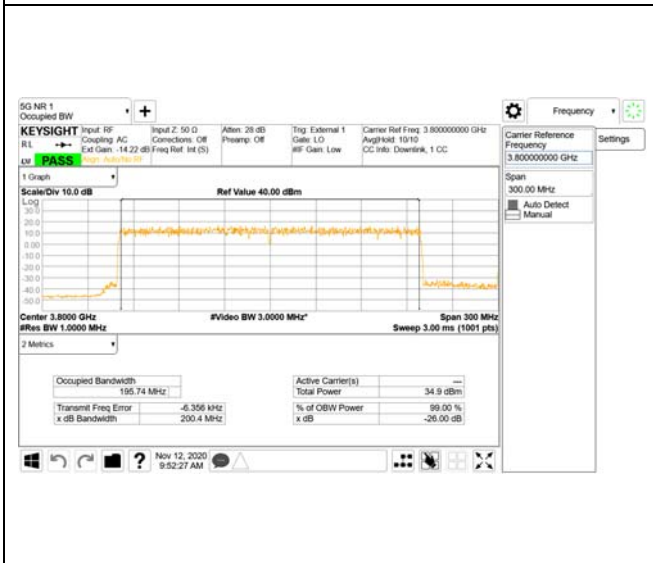 5G NR 1
Occupied BW
+
Frequency
KEYSIGHT
Input: RF
Input Z: 50 Ω
Atten: 28 dB
Trig: External 1
Carrier Ref Freq: 3.800000000 GHz
RL
Coupling: AC
Corrections: Off
Preamp: Off
Gate: LO
Avg|Hold: 10/10
Ext Gain: -14.22 dB
Freq Ref: Int (S)
#IF Gain: Low
CC Info: Downlink, 1 CC
PASS
Align: Auto/No RF
Carrier Reference
Frequency
3.800000000 GHz
Settings
Span
300.00 MHz
Auto Detect
Manual
1 Graph
Scale/Div 10.0 dB
Ref Value 40.00 dBm
Log
30.0
20.0
10.0
0.00
-10.0
-20.0
-30.0
-40.0
-50.0
Center 3.8000 GHz
#Video BW 3.0000 MHz*
Span 300 MHz
#Res BW 1.0000 MHz
Sweep 3.00 ms (1001 pts)
2 Metrics
Occupied Bandwidth
195.74 MHz
Active Carrier(s)
---
Total Power
34.9 dBm
Transmit Freq Error
-6.356 kHz
% of OBW Power
99.00 %
x dB Bandwidth
200.4 MHz
x dB
-26.00 dB
?
Nov 12, 2020
9:52:27 AM